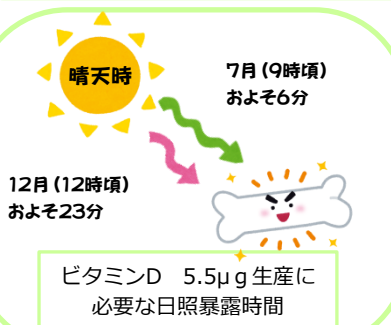 晴天時
7月(9時頃)
およそ6分
12月(12時頃)
およそ23分
ビタミンD　5.5μg生産に
必要な日照暴露時間